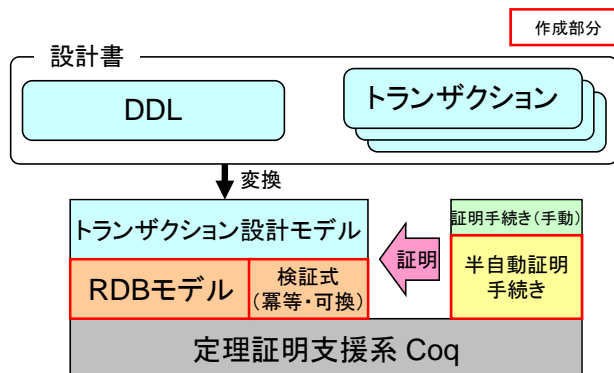 作成部分
設計書
DDL
トランザクション
変換
トランザクション設計モデル
RDBモデル
検証式
(冪等・可換)
証明
証明手続き(手動)
半自動証明
手続き
定理証明支援系 Coq